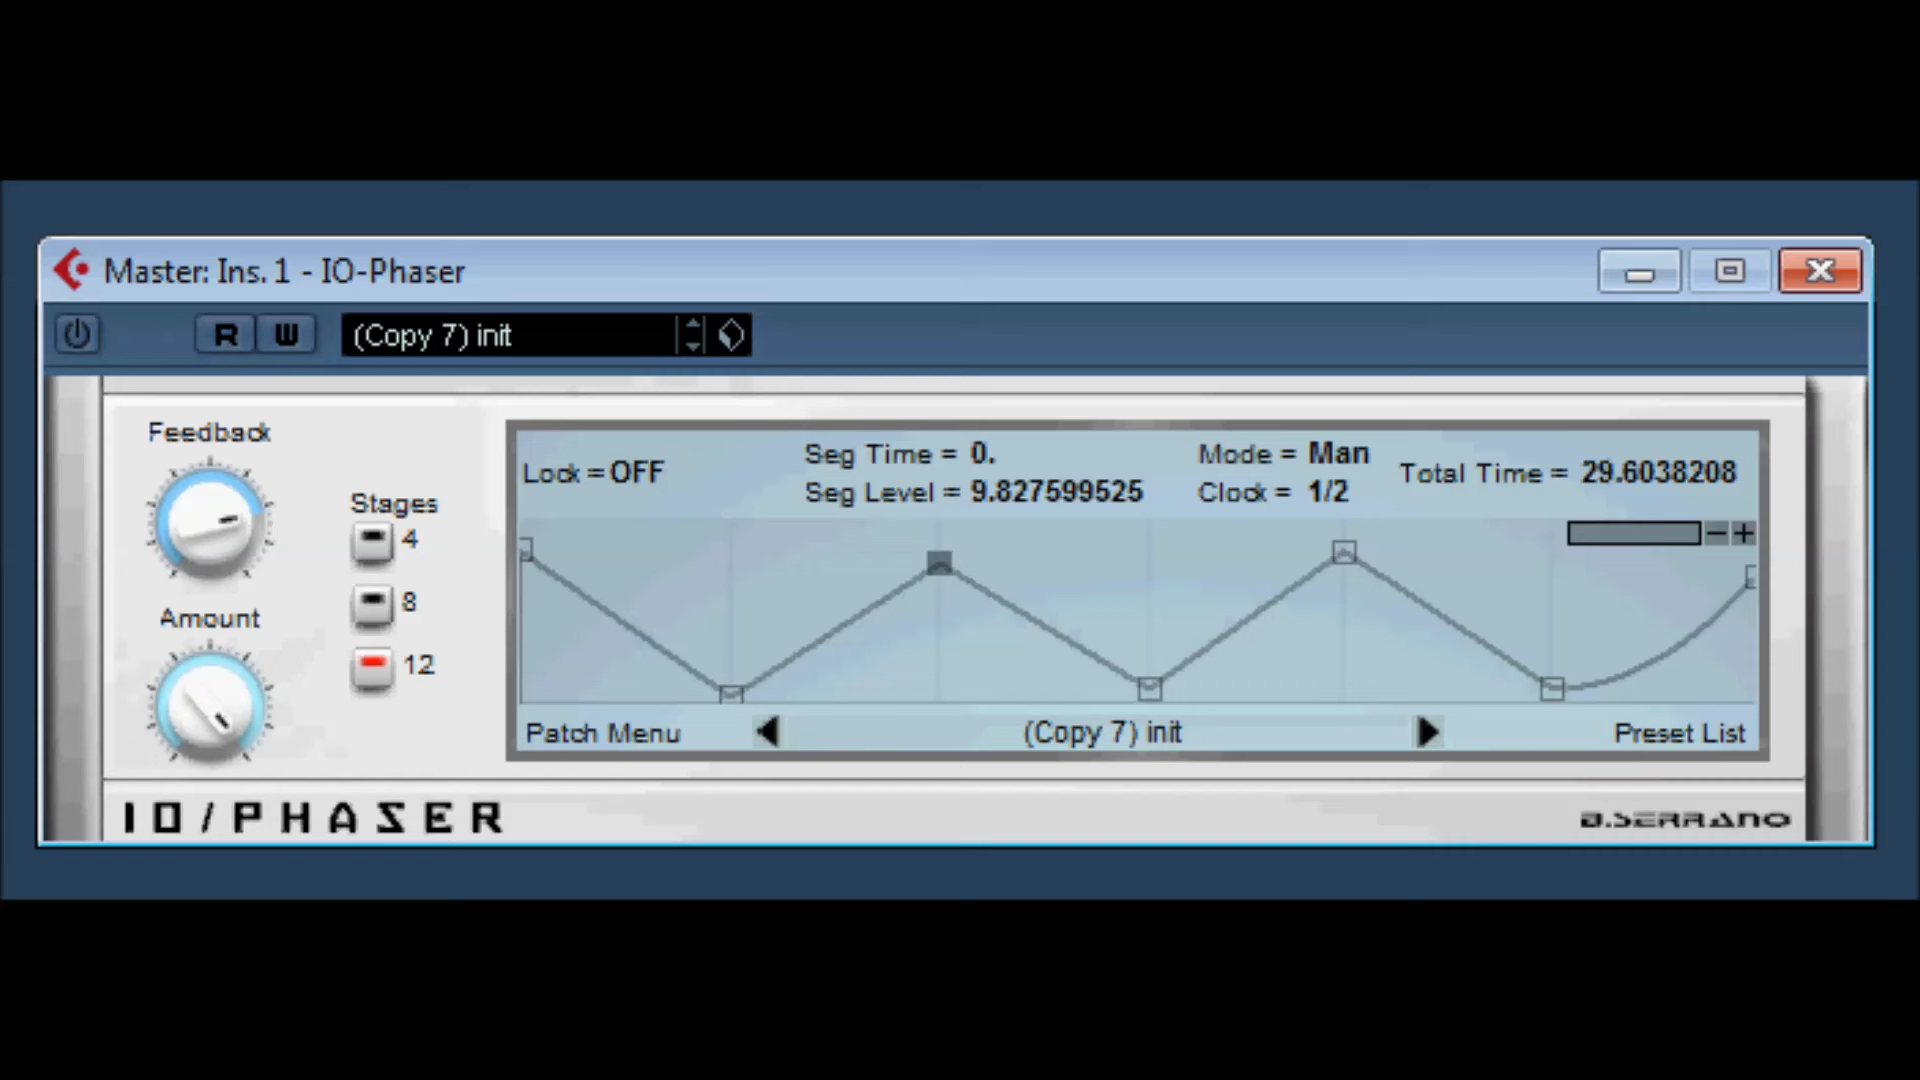 Master: Ins. 1 - IO-Phaser
R W (Copy 7) init
Feedback
Amount
Stages
4
8
12
Lock = OFF
Seg Time = 0.
Seg Level = 9.827599525
Mode = Man
Clock = 1/2
Total Time = 29.6038208
Patch Menu (Copy 7) init Preset List
IO/PHASER B.SERRANO